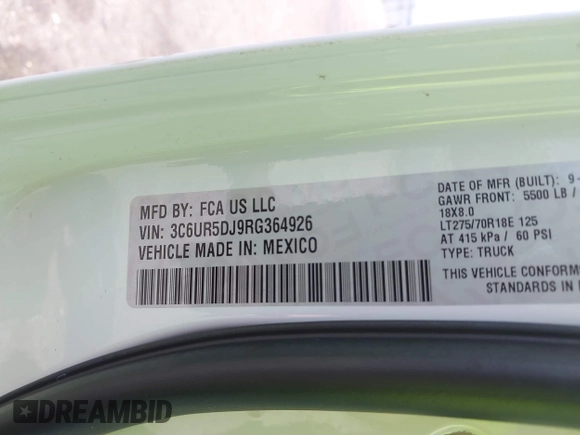 MFD BY: FCA US LLC
VIN: 3C6UR5DJ9RG364926
VEHICLE MADE IN: MEXICO
DATE OF MFR (BUILT): 9-
GAWR FRONT: 5500 LB /
18X8.0
LT275/70R18E 125
AT 415 kPa / 60 PSI
TYPE: TRUCK
THIS VEHICLE CONFORMS
STANDARDS IN
DREAMBID